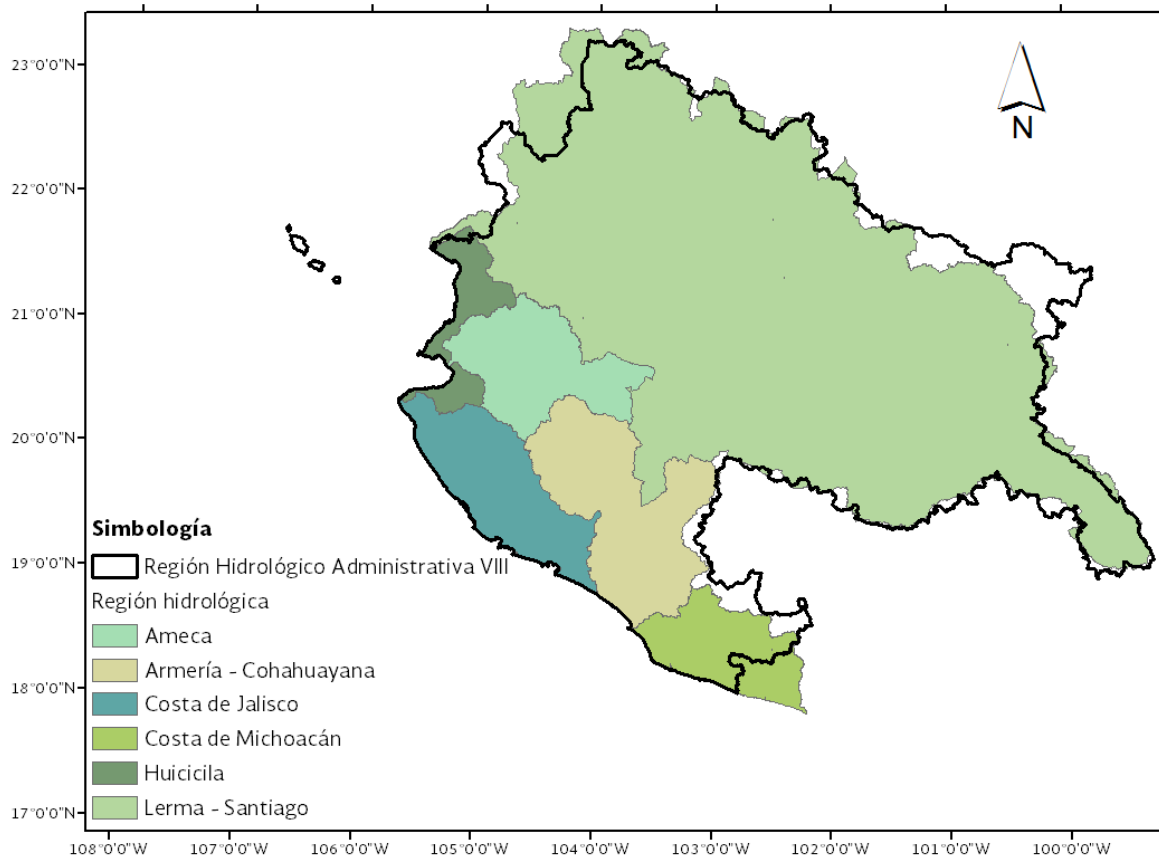 23°0'0"N
22°0'0"N
21°0'0"N
20°0'0"N
19°0'0"N
18°0'0"N
17°0'0"N
N
Simbología
Región Hidrológico Administrativa VIII
Región hidrológica
Ameca
Armería - Cohahuayana
Costa de Jalisco
Costa de Michoacán
Huicicila
Lerma - Santiago
108°0'0"W 107°0'0"W 106°0'0"W 105°0'0"W 104°0'0"W 103°0'0"W 102°0'0"W 101°0'0"W 100°0'0"W